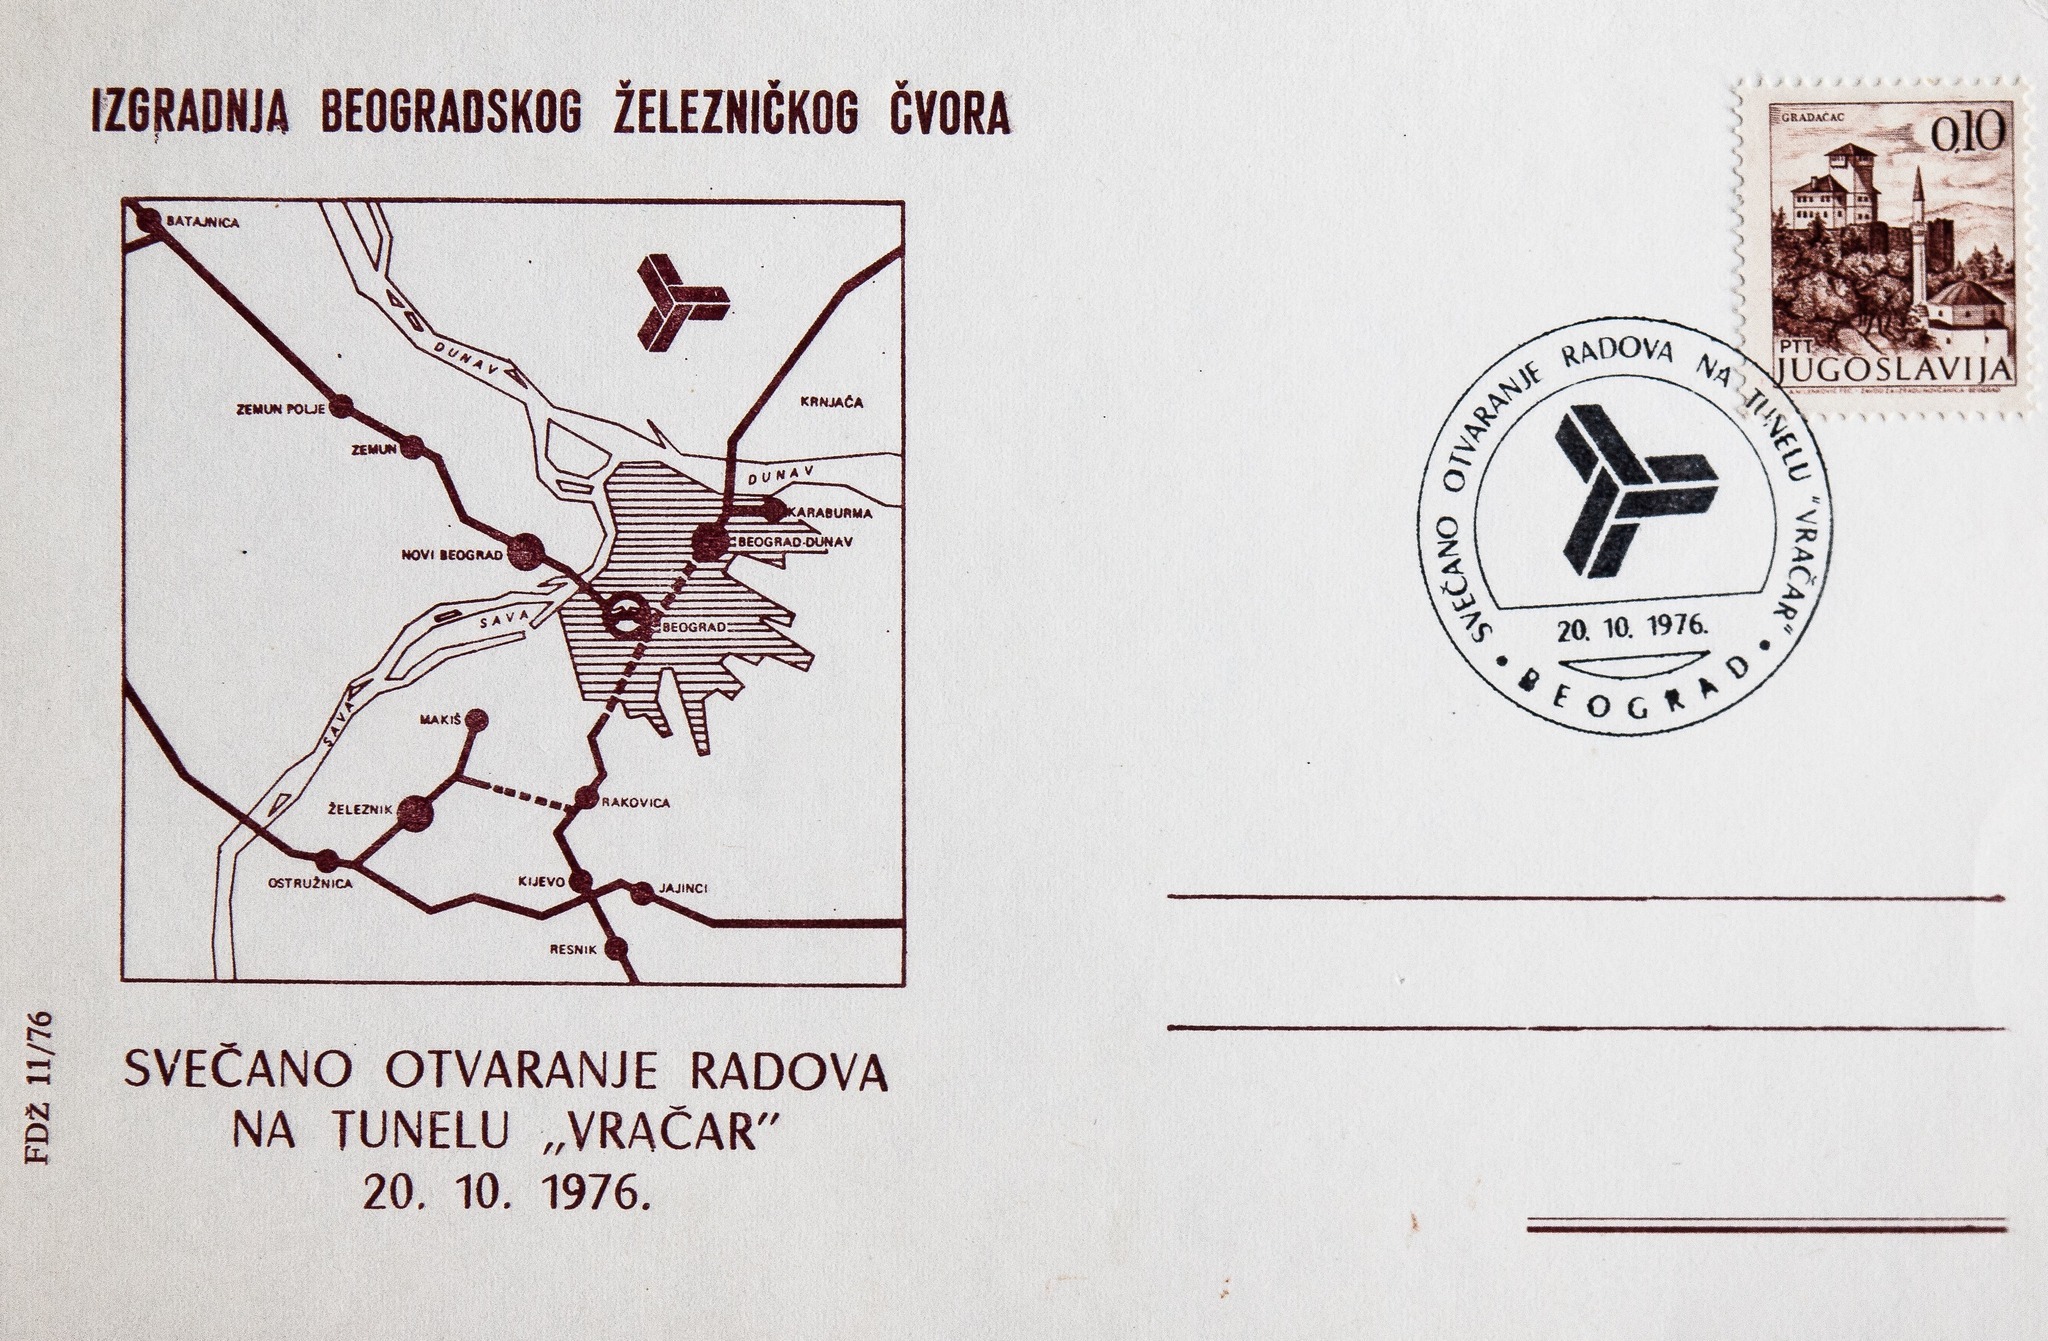 IZGRADNJA BEOGRADSKOG ŽELEZNIČKOG ČVORA
BATAJNICA
DUNAV
ZEMUN POLJE
KRNJAČA
ZEMUN
DUNAV
KARABURMA
BEOGRAD-DUNAV
NOVI BEOGRAD
SAVA
BEOGRAD
SAVA
MAKIŠ
ŽELEZNIK
RAKOVICA
OSTRUŽNICA
KIJEVO
JAJINCI
RESNIK
SVEČANO OTVARANJE RADOVA
NA TUNELU „VRAČAR”
20. 10. 1976.
FDŽ 11/76
GRADAČAC
0,10
PTT
JUGOSLAVIJA
SVEČANO OTVARANJE RADOVA NA TUNELU "VRAČAR"
20. 10. 1976.
• BEOGRAD •